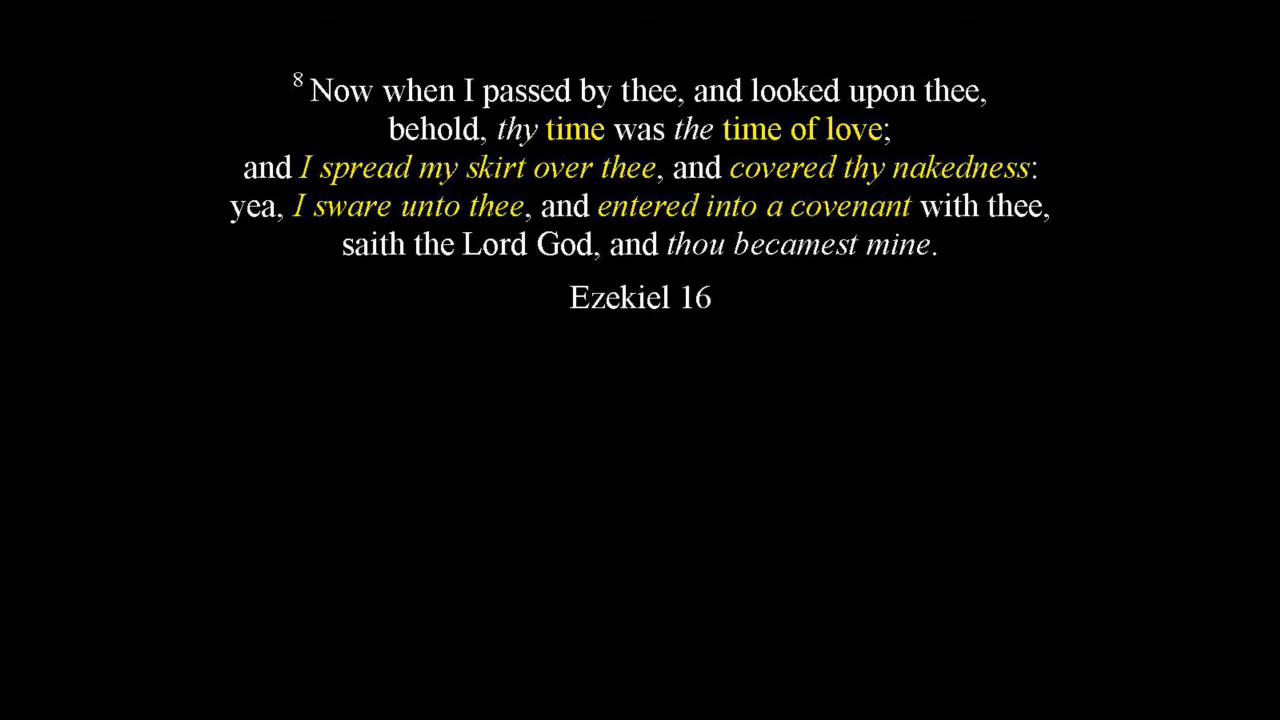 8 Now when I passed by thee, and looked upon thee,
behold, thy time was the time of love;
and I spread my skirt over thee, and covered thy nakedness:
yea, I sware unto thee, and entered into a covenant with thee,
saith the Lord God, and thou becamest mine.
Ezekiel 16